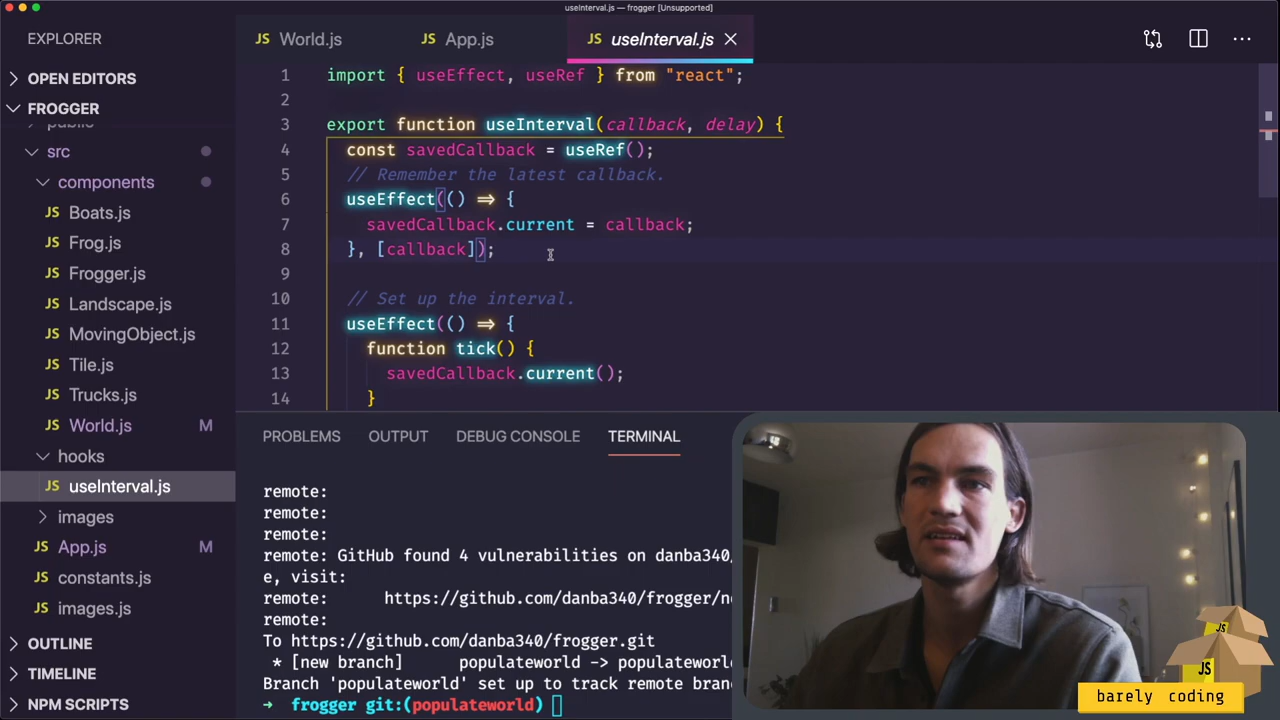 useInterval.js — frogger [Unsupported]
EXPLORER
OPEN EDITORS
FROGGER
public
src
components
JS Boats.js
JS Frog.js
JS Frogger.js
JS Landscape.js
JS MovingObject.js
JS Tile.js
JS Trucks.js
JS World.js M
hooks
JS useInterval.js
images
JS App.js M
JS constants.js
JS images.js
OUTLINE
TIMELINE
NPM SCRIPTS
JS World.js JS App.js JS useInterval.js
1 import { useEffect, useRef } from "react";
2
3 export function useInterval(callback, delay) {
4 const savedCallback = useRef();
5 // Remember the latest callback.
6 useEffect(() ⇒ {
7 savedCallback.current = callback;
8 }, [callback]);
9
10 // Set up the interval.
11 useEffect(() ⇒ {
12 function tick() {
13 savedCallback.current();
14 }
PROBLEMS OUTPUT DEBUG CONSOLE TERMINAL
remote:
remote:
remote:
remote: GitHub found 4 vulnerabilities on danba340/
e, visit:
remote: https://github.com/danba340/frogger/ne
remote:
To https://github.com/danba340/frogger.git
* [new branch] populateworld -> populateworl
Branch 'populateworld' set up to track remote bran
→ frogger git:(populateworld)
JS
JS
barely coding